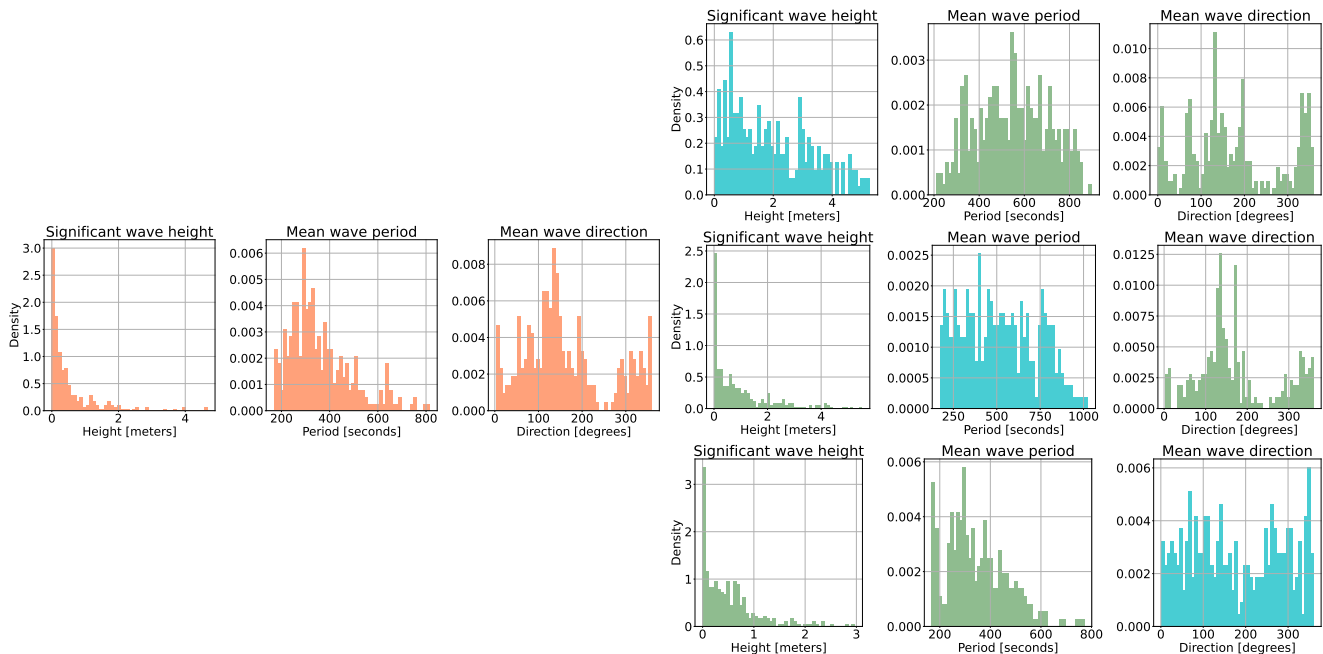 Significant wave height
Mean wave period
Mean wave direction
0.6
0.5
0.4
0.3
0.2
0.1
0.0
Density
0 2 4
Height [meters]
0.003
0.002
0.001
0.000
200 400 600 800
Period [seconds]
0.010
0.008
0.006
0.004
0.002
0.000
0 100 200 300
Direction [degrees]
Significant wave height
Mean wave period
Mean wave direction
3.0
2.5
2.0
1.5
1.0
0.5
0.0
Density
0 2 4
Height [meters]
0.006
0.005
0.004
0.003
0.002
0.001
0.000
200 400 600 800
Period [seconds]
0.008
0.006
0.004
0.002
0.000
0 100 200 300
Direction [degrees]
Significant wave height
Mean wave period
Mean wave direction
2.5
2.0
1.5
1.0
0.5
0.0
Density
0 2 4
Height [meters]
0.0025
0.0020
0.0015
0.0010
0.0005
0.0000
250 500 750 1000
Period [seconds]
0.0125
0.0100
0.0075
0.0050
0.0025
0.0000
0 100 200 300
Direction [degrees]
Significant wave height
Mean wave period
Mean wave direction
3
2
1
0
Density
0 1 2 3
Height [meters]
0.006
0.004
0.002
0.000
200 400 600 800
Period [seconds]
0.006
0.004
0.002
0.000
0 100 200 300
Direction [degrees]